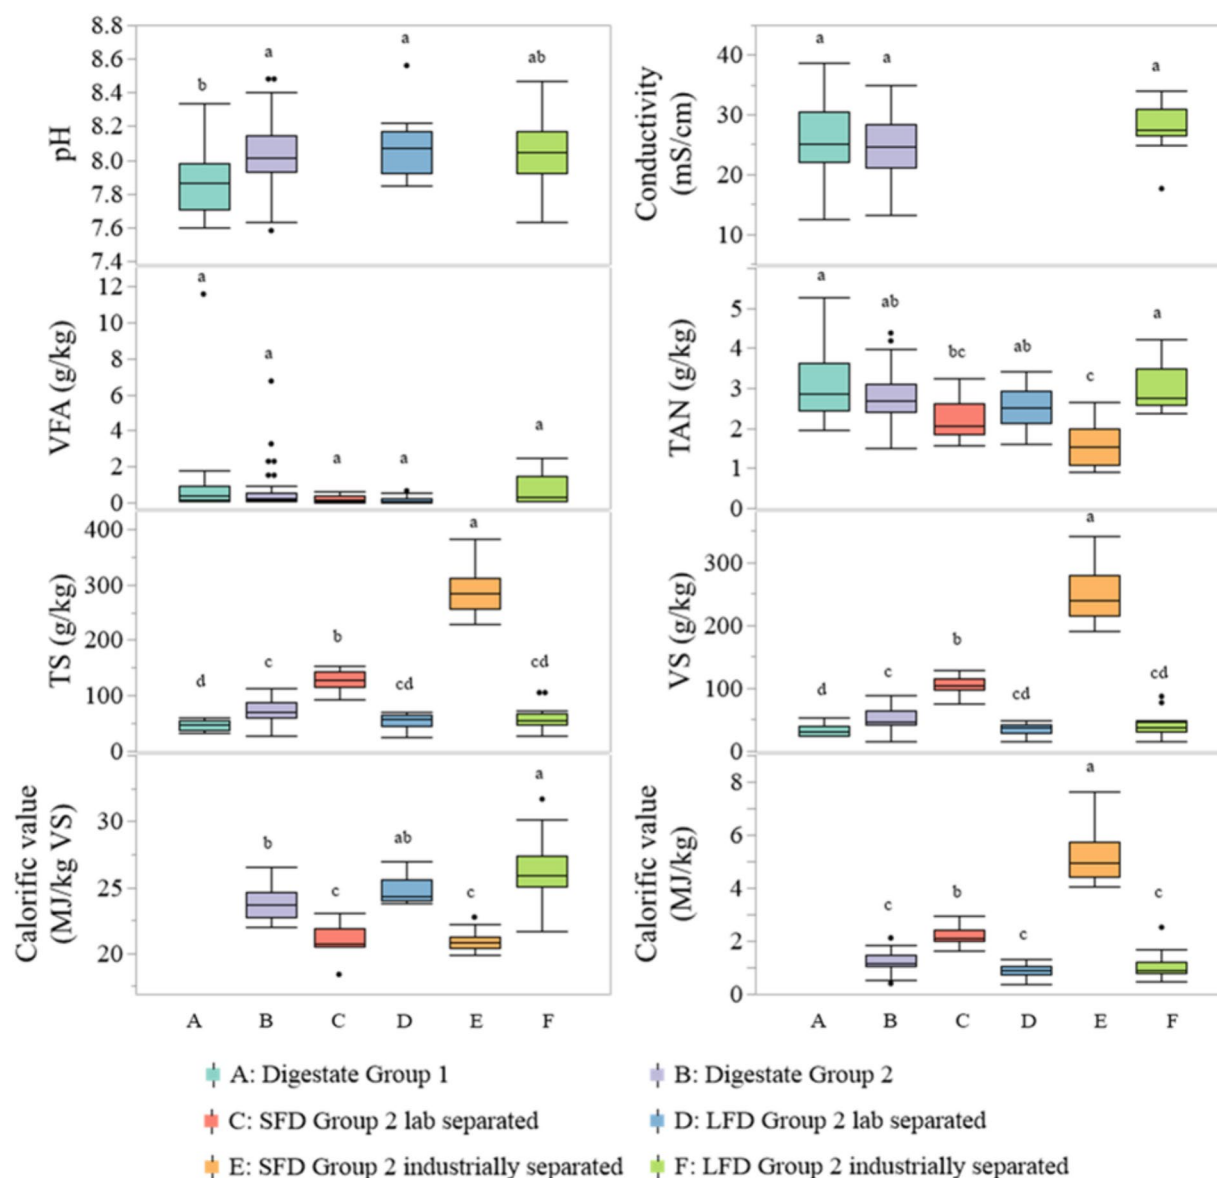 8.8
8.6
8.4
8.2
8.0
7.8
7.6
7.4
pH
b
a
a
ab
40
30
20
10
Conductivity
(mS/cm)
a
a
a
12
10
8
6
4
2
0
VFA (g/kg)
a
a
a
a
a
5
4
3
2
1
0
TAN (g/kg)
a
ab
bc
ab
c
a
400
300
200
100
0
TS (g/kg)
d
c
b
cd
a
cd
300
200
100
0
VS (g/kg)
d
c
b
cd
a
cd
30
25
20
Calorific value
(MJ/kg VS)
b
c
ab
c
a
8
6
4
2
0
Calorific value
(MJ/kg)
c
b
c
a
c
A B C D E F
A B C D E F
A: Digestate Group 1
B: Digestate Group 2
C: SFD Group 2 lab separated
D: LFD Group 2 lab separated
E: SFD Group 2 industrially separated
F: LFD Group 2 industrially separated